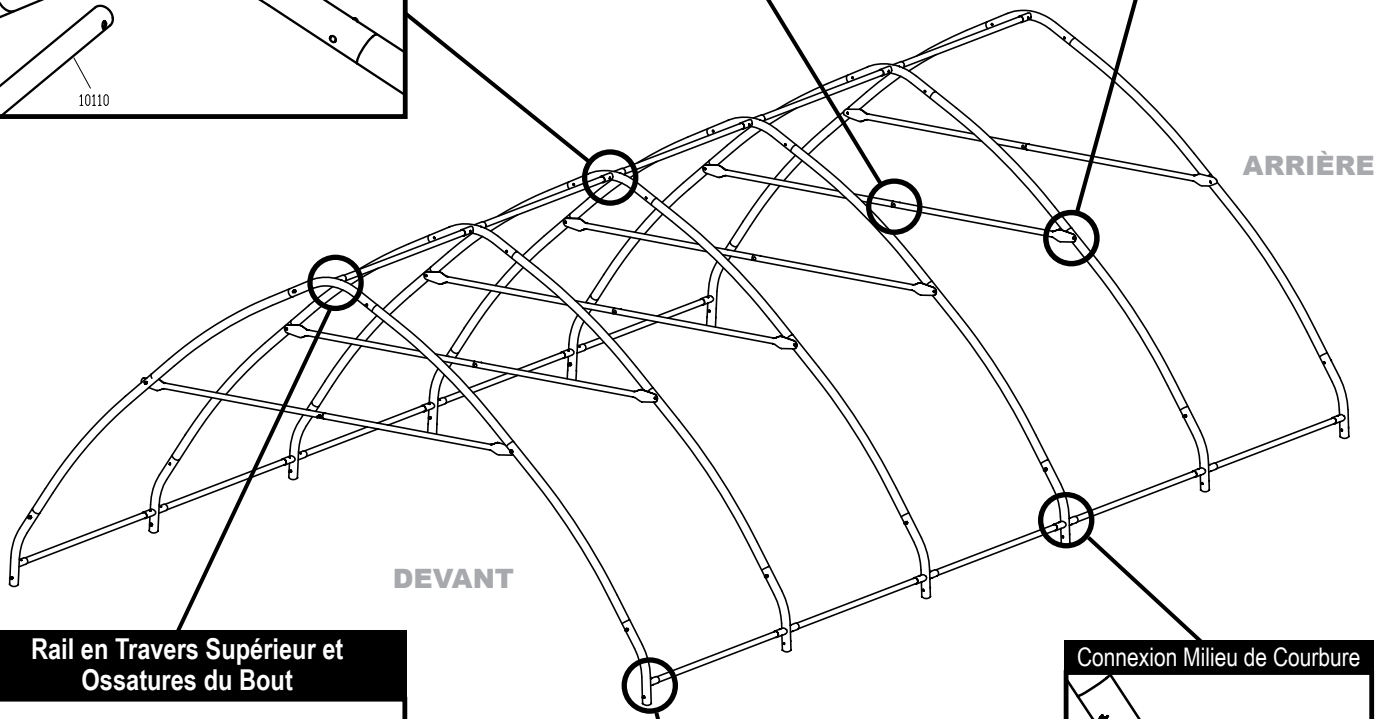 10110
ARRIÈRE
DEVANT
Rail en Travers Supérieur et
Ossatures du Bout
Connexion Milieu de Courbure